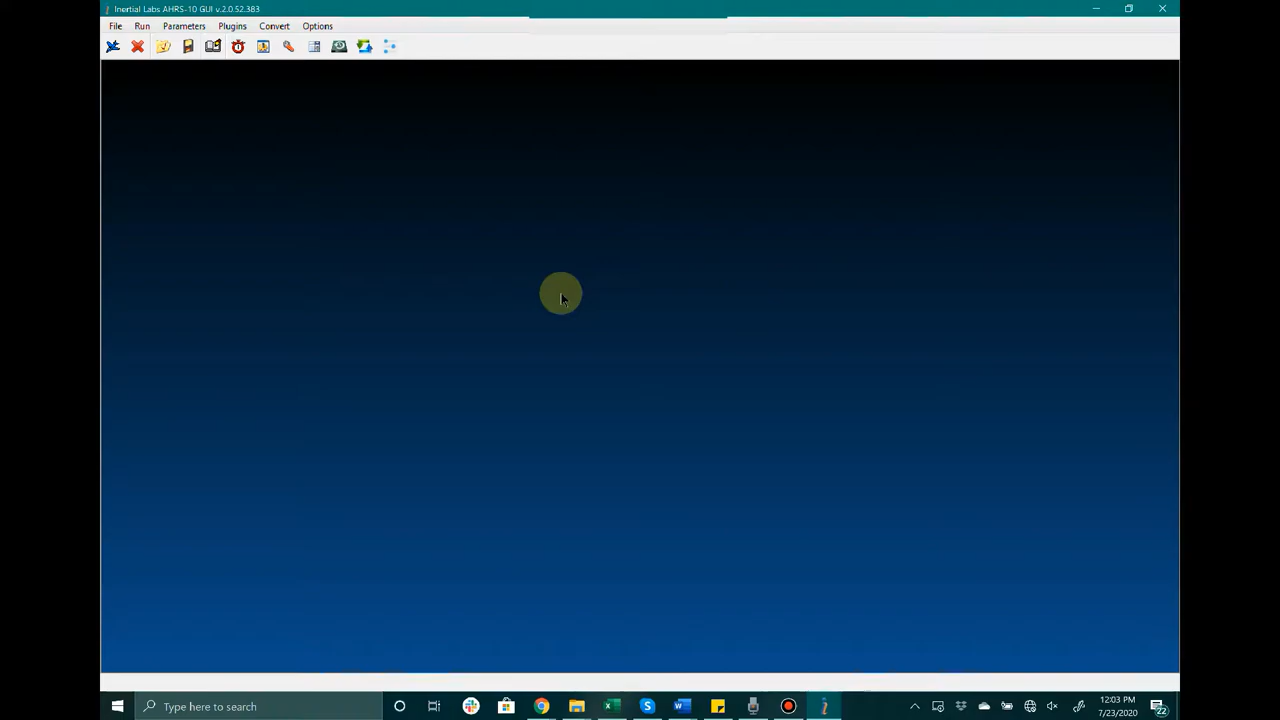 Inertial Labs AHRS-10 GUI v.2.0.52.3B3
File Run Parameters Plugins Convert Options
Type here to search
12:03 PM
7/23/2020
22